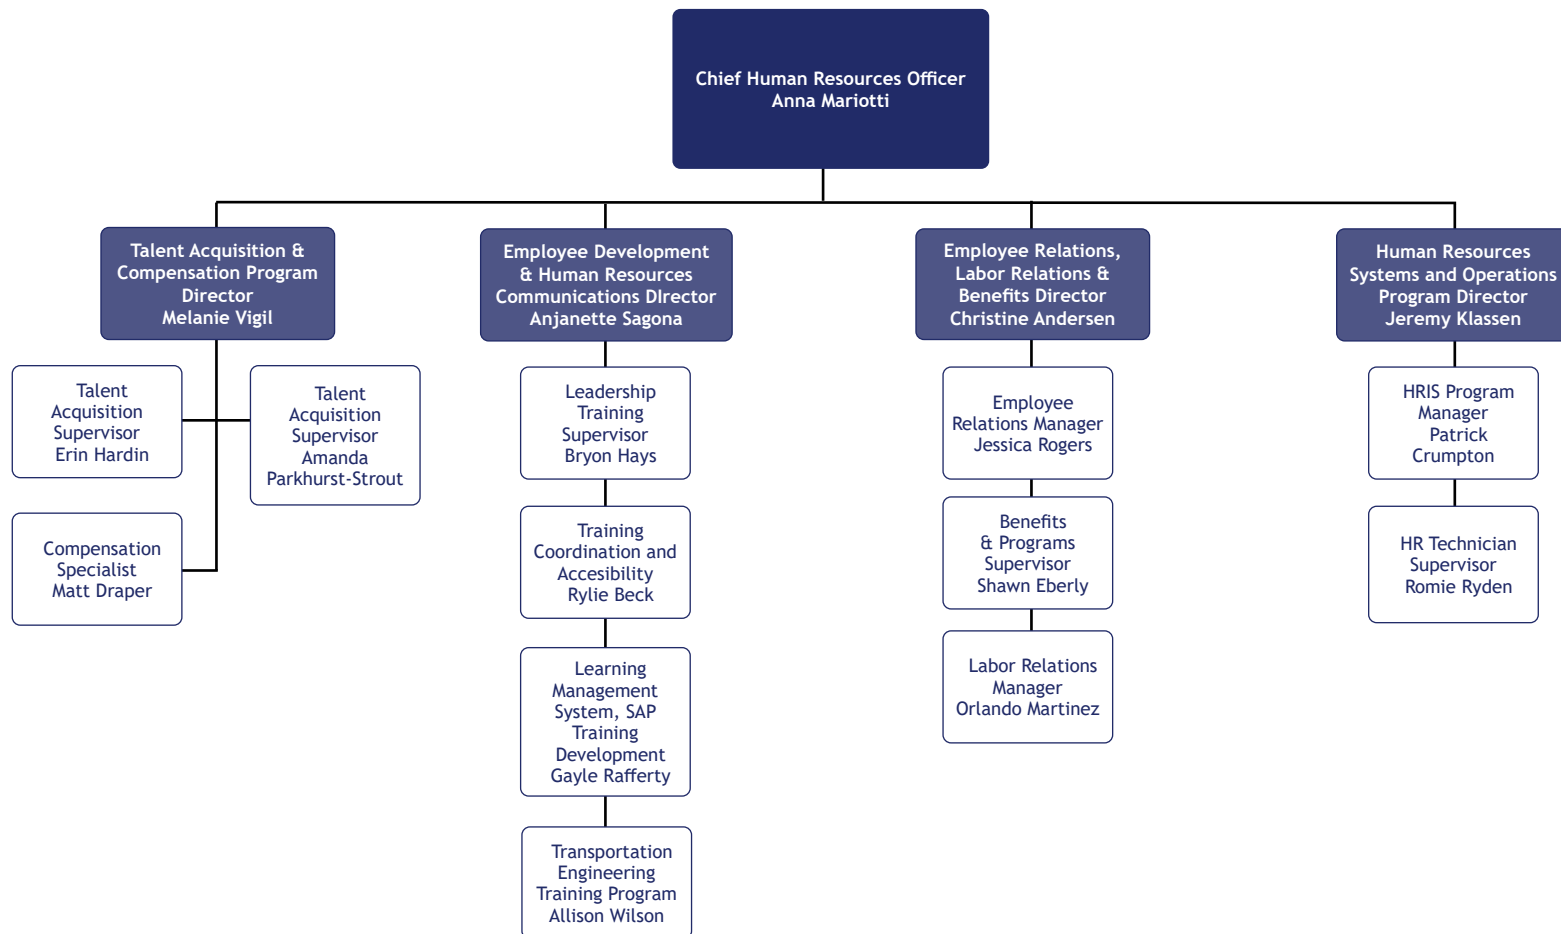 Chief Human Resources Officer
Anna Mariotti
Talent Acquisition &
Compensation Program
Director
Melanie Vigil
Employee Development
& Human Resources
Communications DIrector
Anjanette Sagona
Employee Relations,
Labor Relations &
Benefits Director
Christine Andersen
Human Resources
Systems and Operations
Program Director
Jeremy Klassen
Talent
Acquisition
Supervisor
Erin Hardin
Talent
Acquisition
Supervisor
Amanda
Parkhurst-Strout
Compensation
Specialist
Matt Draper
Leadership
Training
Supervisor
Bryon Hays
Training
Coordination and
Accesibility
Rylie Beck
Learning
Management
System, SAP
Training
Development
Gayle Rafferty
Transportation
Engineering
Training Program
Allison Wilson
Employee
Relations Manager
Jessica Rogers
Benefits
& Programs
Supervisor
Shawn Eberly
Labor Relations
Manager
Orlando Martinez
HRIS Program
Manager
Patrick
Crumpton
HR Technician
Supervisor
Romie Ryden